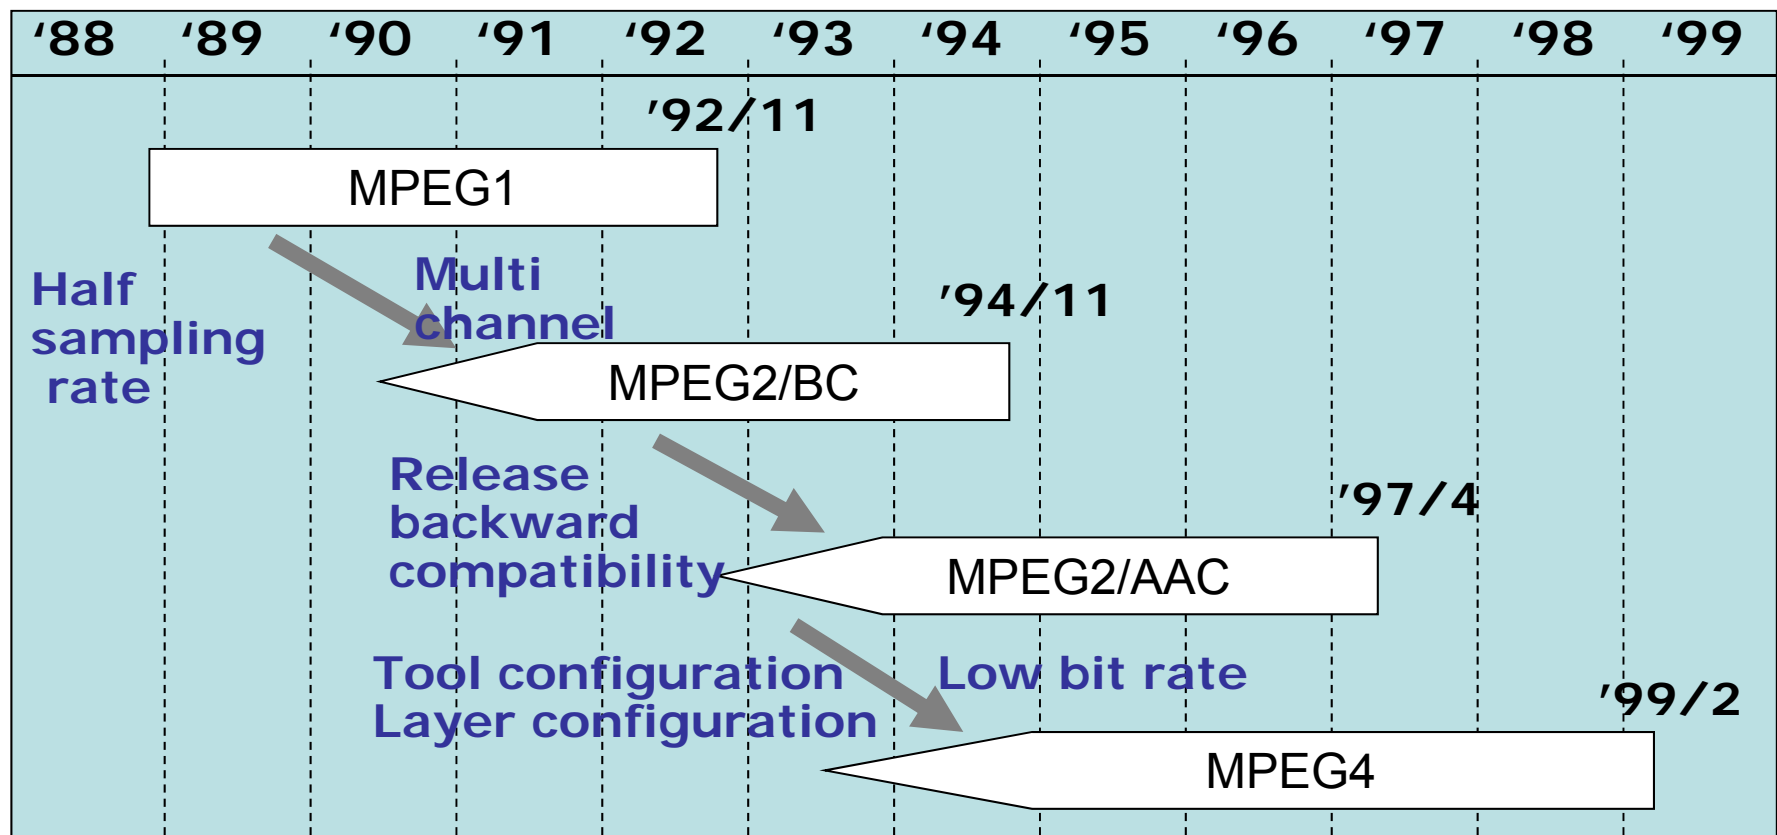 ‘88 ‘89 ‘90 ‘91 ‘92 ‘93 ‘94 ‘95 ‘96 ‘97 ‘98 ‘99
’92/11
MPEG1
Half
sampling
rate
Multi
channel
’94/11
MPEG2/BC
Release
backward
compatibility
’97/4
MPEG2/AAC
Tool configuration
Layer configuration
Low bit rate
’99/2
MPEG4